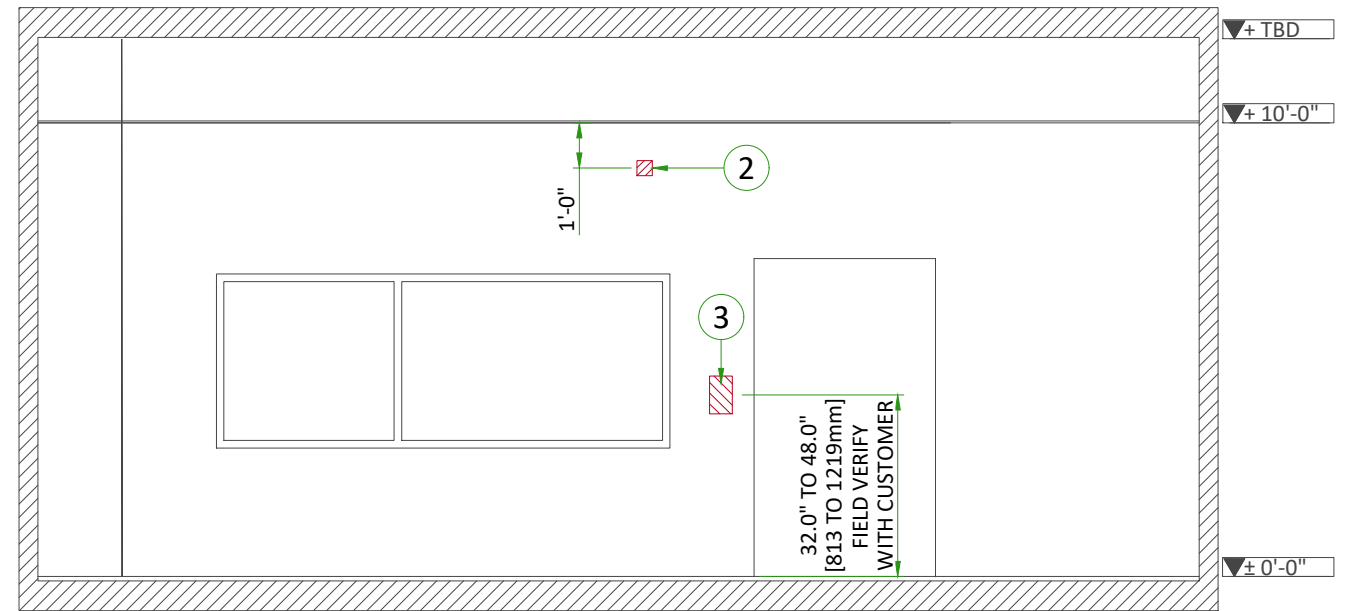 + TBD
+ 10'-0"
2
1'-0"
3
32.0" TO 48.0"
[813 TO 1219mm]
FIELD VERIFY
WITH CUSTOMER
± 0'-0"